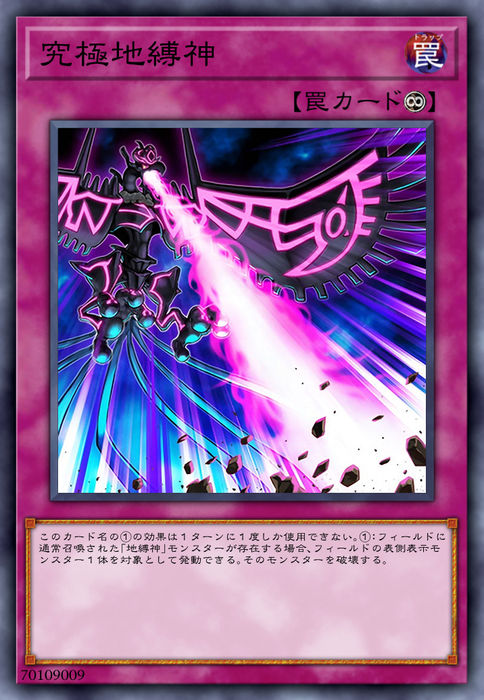 究極地縛神
トラップ
罠
【罠カード】
このカード名の①の効果は１ターンに１度しか使用できない。①：フィールドに
通常召喚された「地縛神」モンスターが存在する場合、フィールドの表側表示モ
ンスター１体を対象として発動できる。そのモンスターを破壊する。
70109009